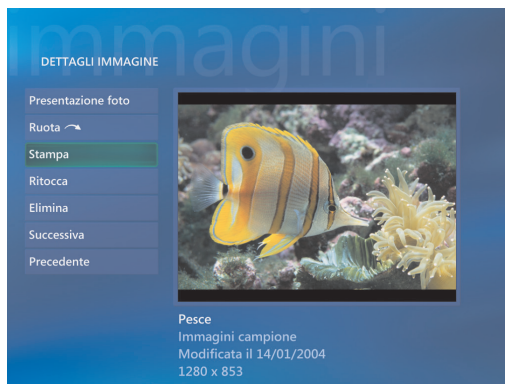 immagini
DETTAGLI IMMAGINE
Presentazione foto
Ruota
Stampa
Ritocca
Elimina
Successiva
Precedente
Pesce
Immagini campione
Modificata il 14/01/2004
1280 x 853